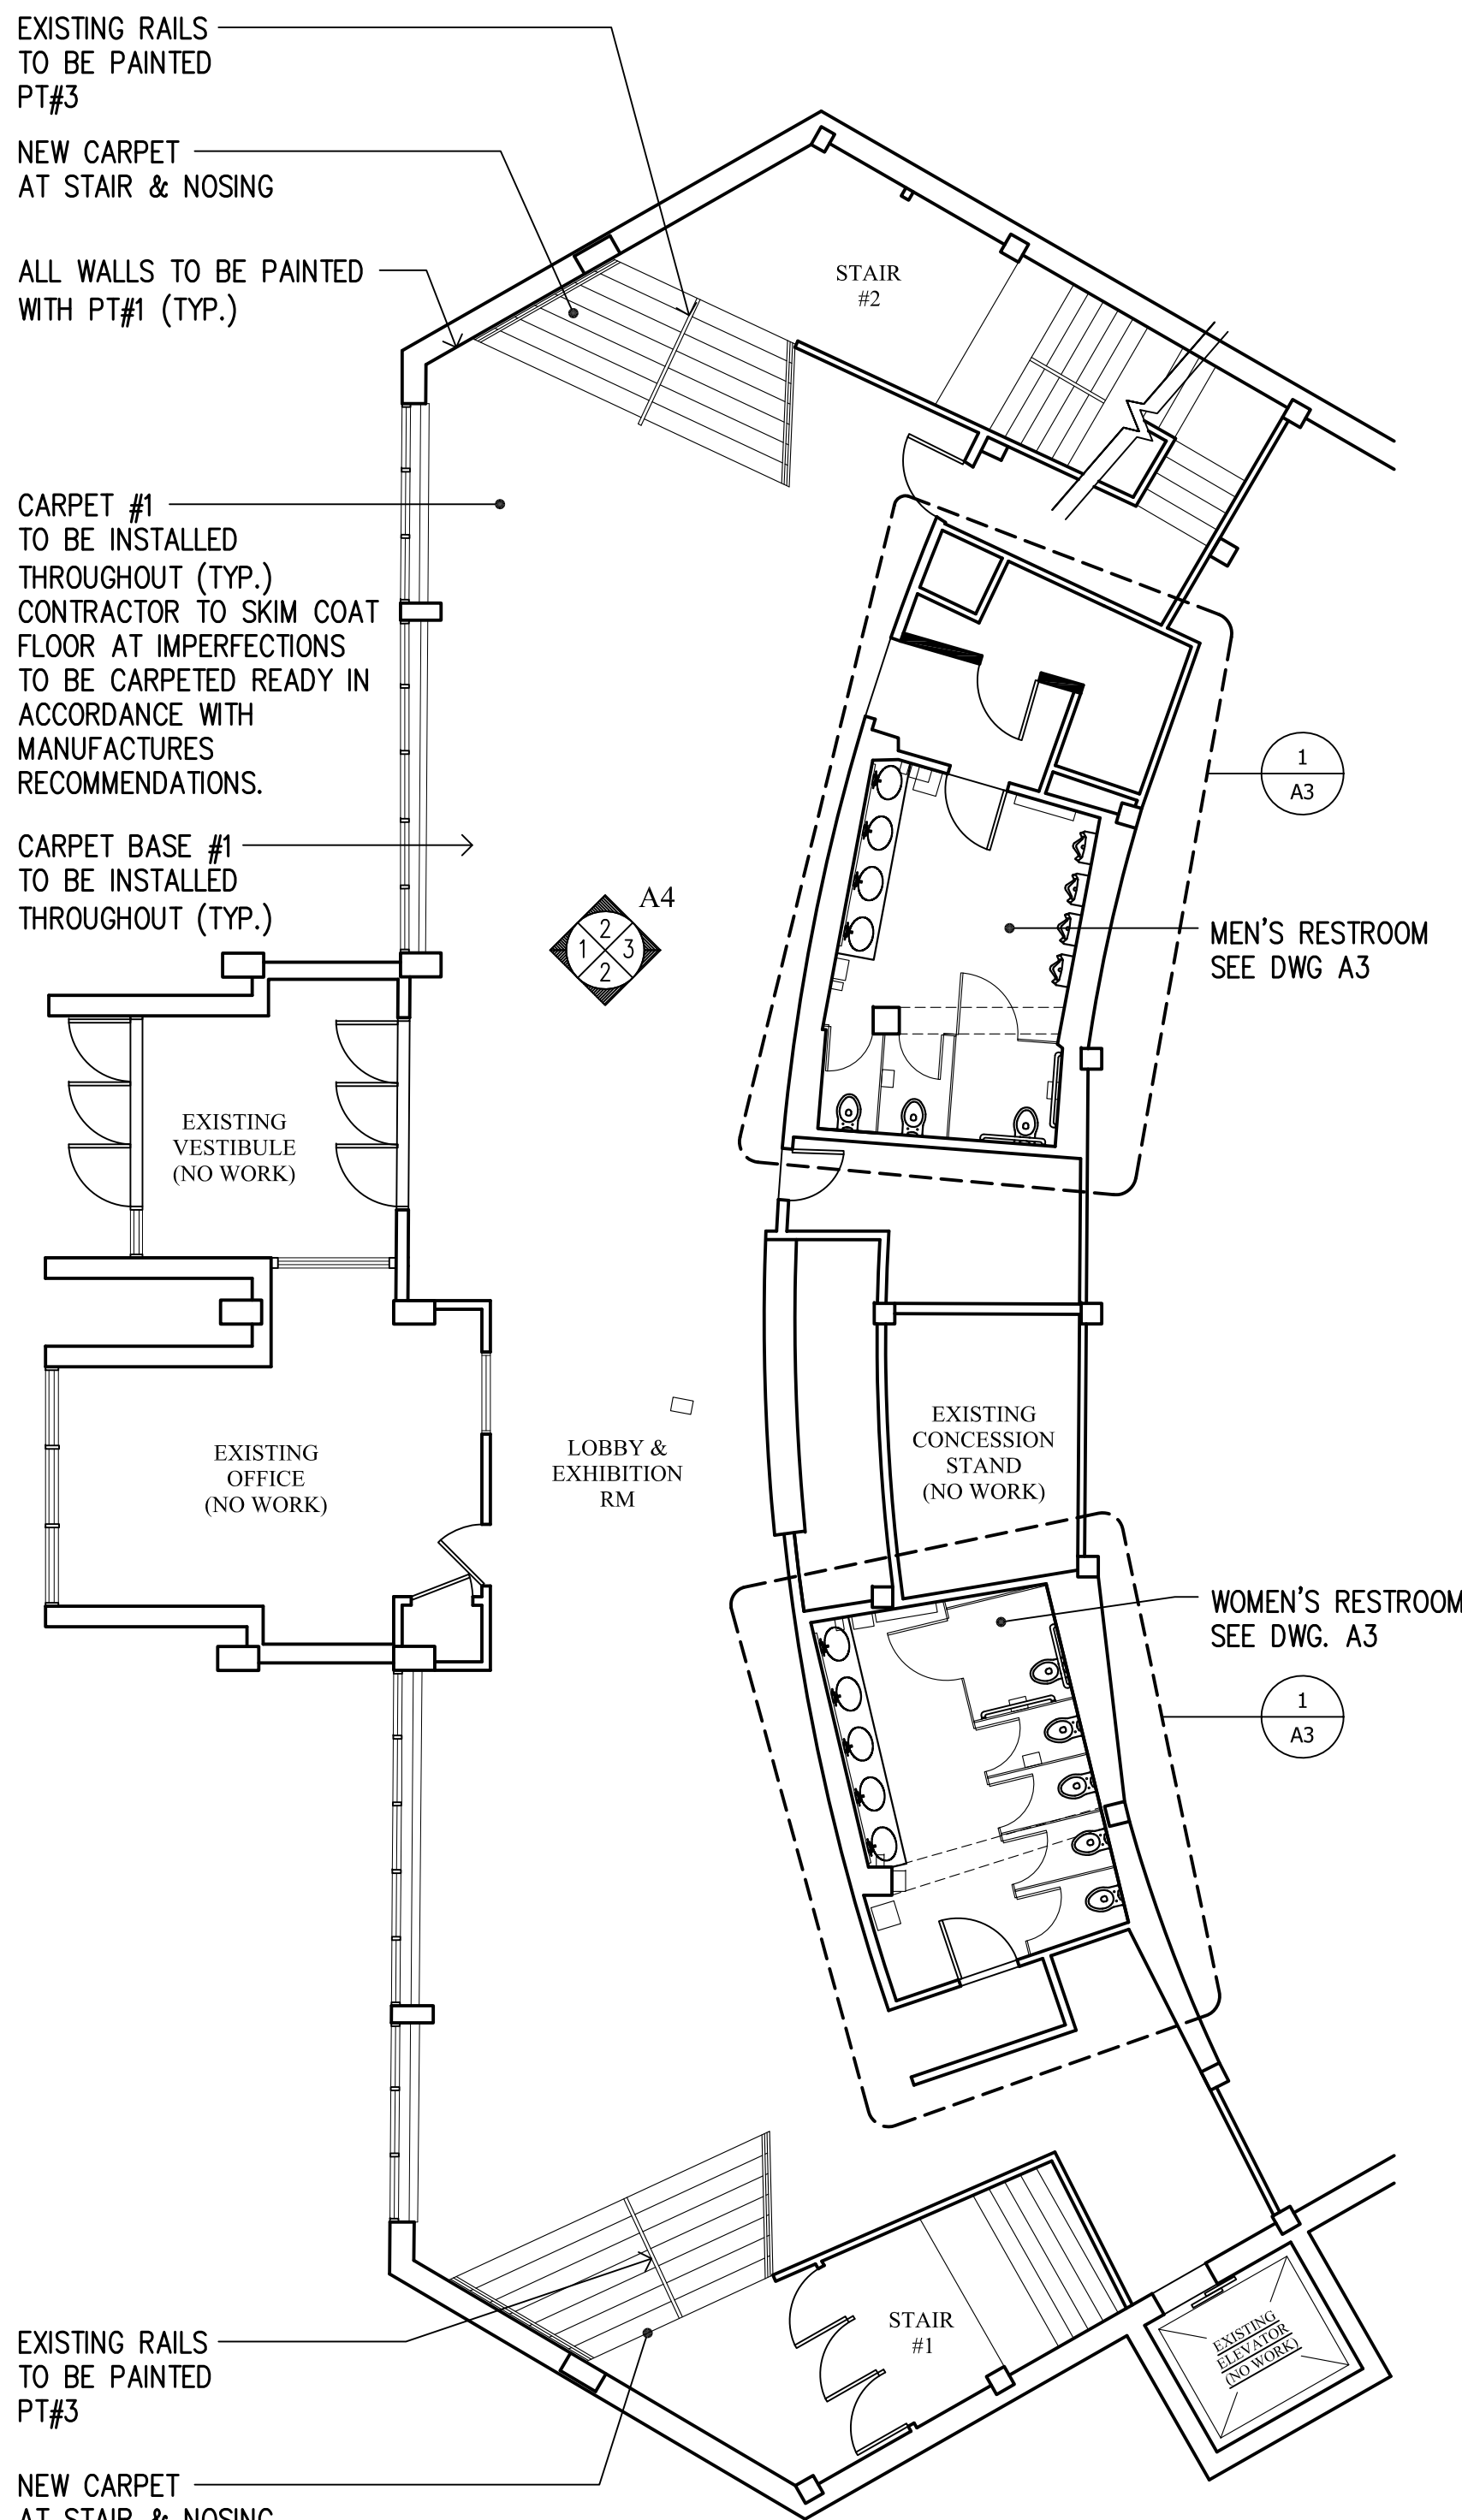 EXISTING RAILS
TO BE PAINTED
PT#3
NEW CARPET
AT STAIR & NOSING
ALL WALLS TO BE PAINTED
WITH PT#1 (TYP.)
STAIR
#2
CARPET #1
TO BE INSTALLED
THROUGHOUT (TYP.)
CONTRACTOR TO SKIM COAT
FLOOR AT IMPERFECTIONS
TO BE CARPETED READY IN
ACCORDANCE WITH
MANUFACTURES
RECOMMENDATIONS.
1
A3
CARPET BASE #1
TO BE INSTALLED
THROUGHOUT (TYP.)
A4
2
1 3
2
MEN'S RESTROOM
SEE DWG A3
EXISTING
VESTIBULE
(NO WORK)
EXISTING
OFFICE
(NO WORK)
LOBBY &
EXHIBITION
RM
EXISTING
CONCESSION
STAND
(NO WORK)
WOMEN'S RESTROOM
SEE DWG. A3
1
A3
STAIR
#1
EXISTING
ELEVATOR
(NO WORK)
EXISTING RAILS
TO BE PAINTED
PT#3
NEW CARPET
AT STAIR & NOSING